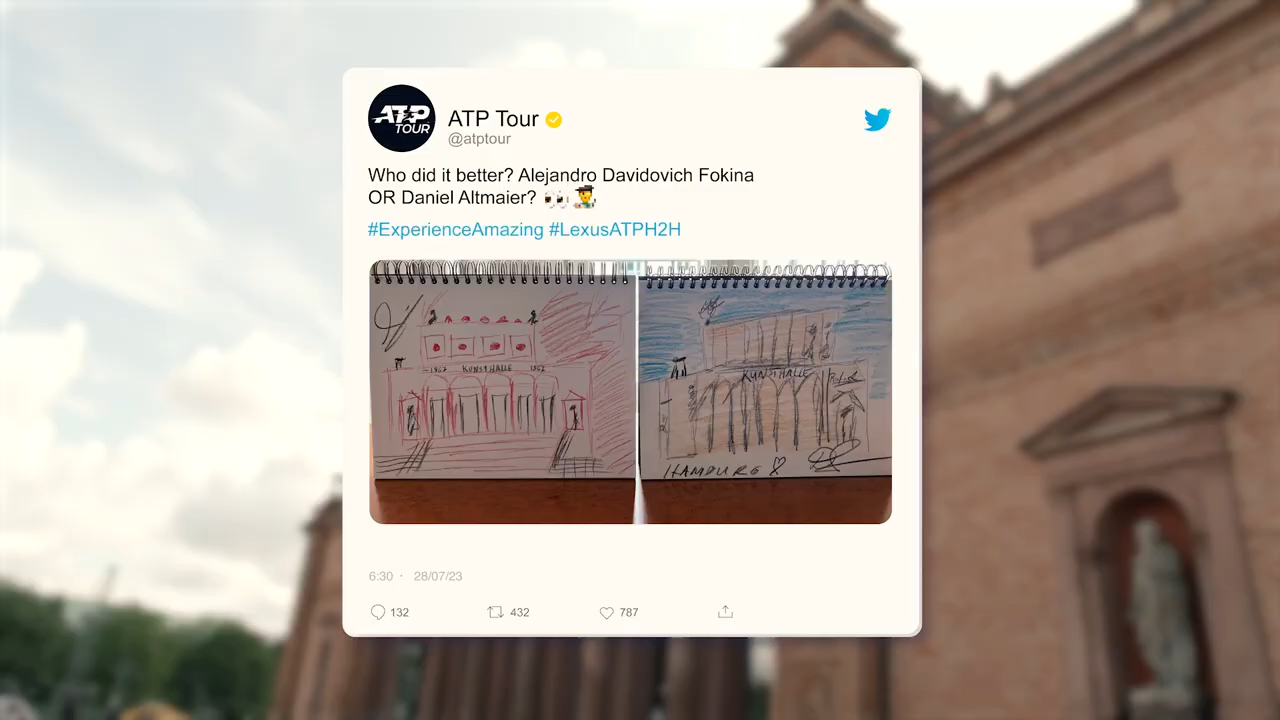 ATP
TOUR
ATP Tour
@atptour
Who did it better? Alejandro Davidovich Fokina
OR Daniel Altmaier? 👀 👨‍🎨
#ExperienceAmazing #LexusATPH2H
KUNSTHALLE
KUNSTHALLE
HAMBURG
6:30 · 28/07/23
132
432
787